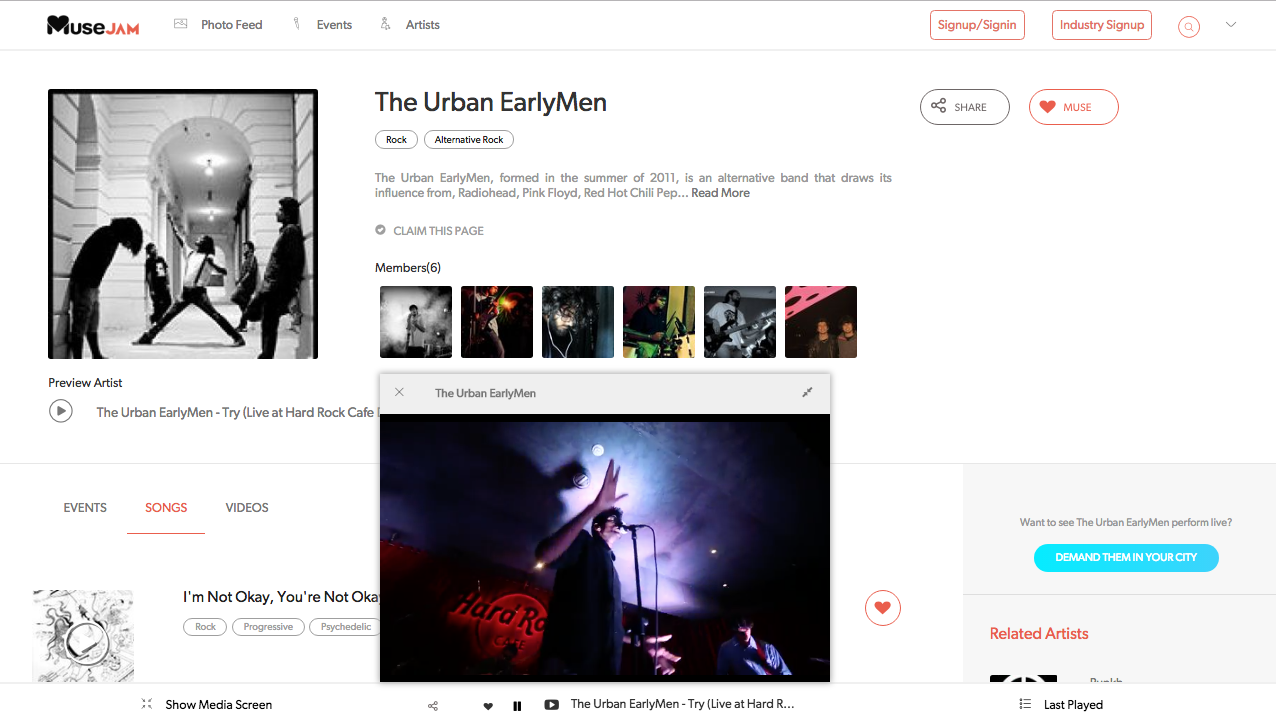 MuseJAM
Photo Feed
Events
Artists
Signup/Signin
Industry Signup
The Urban EarlyMen
Rock
Alternative Rock
SHARE
MUSE
The Urban EarlyMen, formed in the summer of 2011, is an alternative band that draws its
influence from, Radiohead, Pink Floyd, Red Hot Chili Pep... Read More
CLAIM THIS PAGE
Members(6)
Preview Artist
The Urban EarlyMen - Try (Live at Hard Rock Cafe
The Urban EarlyMen
Hard Ro
CAFE
EVENTS
SONGS
VIDEOS
I'm Not Okay, You're Not Okay
Rock
Progressive
Psychedelic
Want to see The Urban EarlyMen perform live?
DEMAND THEM IN YOUR CITY
Related Artists
Show Media Screen
The Urban EarlyMen - Try (Live at Hard R...
Last Played